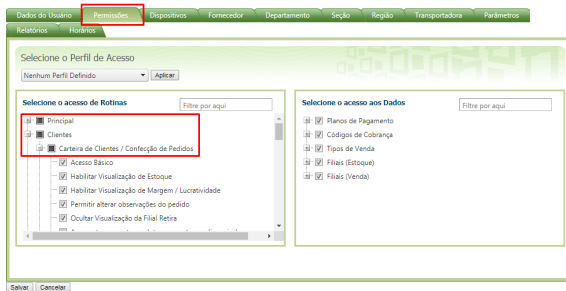 Dados do Usuário Permissões Dispositivos Fornecedor Departamento Seção Região Transportadora Parâmetros
Relatórios Horários
Selecione o Perfil de Acesso
Nenhum Perfil Definido Aplicar
Selecione o acesso de Rotinas Filtre por aqui
Principal
Clientes
Carteira de Clientes / Confecção de Pedidos
Acesso Básico
Habilitar Visualização de Estoque
Habilitar Visualização de Margem / Lucratividade
Permitir alterar observações do pedido
Ocultar Visualização da Filial Retira
Selecione o acesso aos Dados Filtre por aqui
Planos de Pagamento
Códigos de Cobrança
Tipos de Venda
Filiais (Estoque)
Filiais (Venda)
Salvar Cancelar